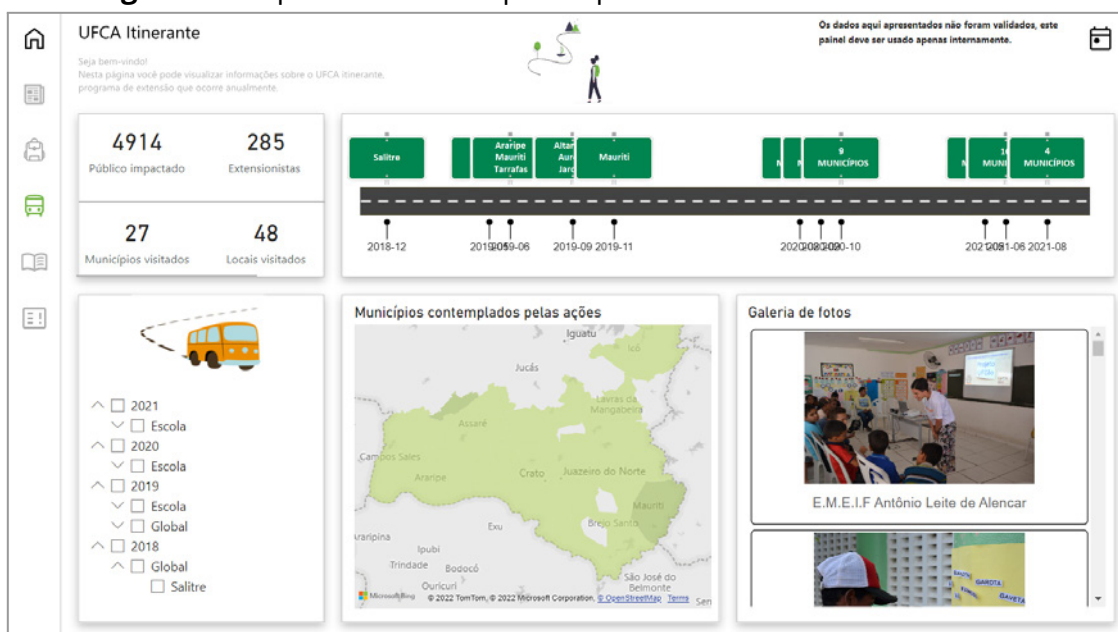 UFCA Itinerante
Os dados aqui apresentados não foram validados, este
painel deve ser usado apenas internamente.
Seja bem-vindo!
Nesta página você pode visualizar informações sobre o UFCA itinerante,
programa de extensão que ocorre anualmente.
4914
Público impactado
285
Extensionistas
27
Municípios visitados
48
Locais visitados
Salitre
Araripe
Mauriti
Tarrafas
Mauriti
9
MUNICÍPIOS
4
MUNICÍPIOS
2018-12
2019-06
2019-09
2019-11
2020-10
2021-06
2021-08
2021
Escola
2020
Escola
2019
Escola
Global
2018
Global
Salitre
Municípios contemplados pelas ações
Iguatu
Icó
Jucás
Lavras da
Mangabeira
Assaré
Campos Sales
Araripe
Crato
Juazeiro do Norte
Mauriti
Brejo Santo
Exu
Araripina
Ipubi
Trindade
Bodocó
Ouricuri
São José do
Belmonte
Microsoft Bing
© 2022 TomTom, © 2022 Microsoft Corporation, © OpenStreetMap Terms
Galeria de fotos
E.M.E.I.F Antônio Leite de Alencar
GAROTA